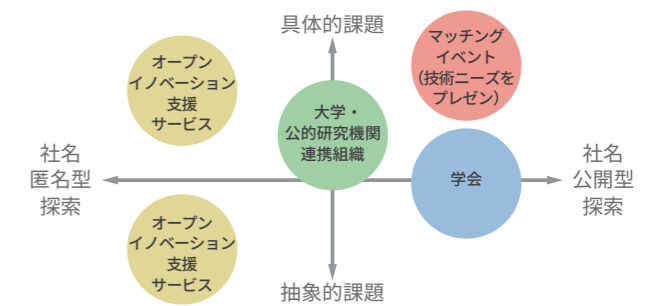 具体的課題
オープン
イノベーション
支援
サービス
マッチング
イベント
（技術ニーズを
プレゼン）
大学・
公的研究機関
連携組織
社名
匿名型
探索
学会
社名
公開型
探索
オープン
イノベーション
支援
サービス
抽象的課題